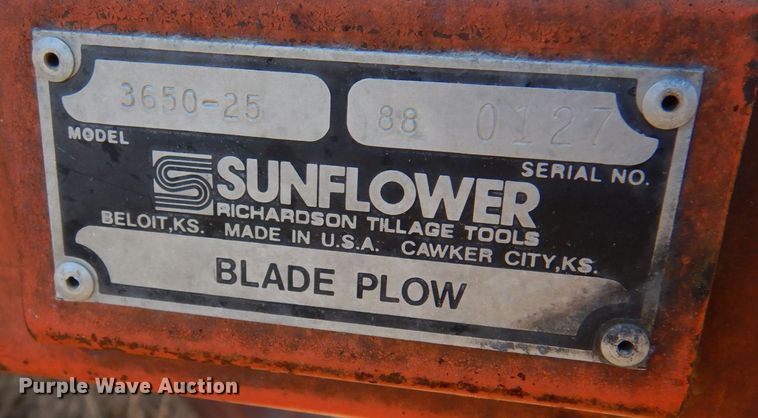 3650-25
88 0127
MODEL
SERIAL NO.
SUNFLOWER
RICHARDSON TILLAGE TOOLS
BELOIT,KS. MADE IN U.S.A. CAWKER CITY,KS.
BLADE PLOW
Purple Wave Auction